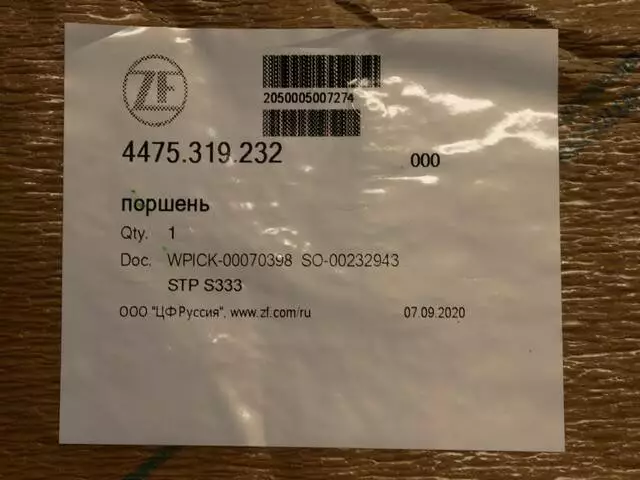 ZF
2050005007274
4475.319.232 000
поршень
Qty. 1
Doc. WPICK-00070398 SO-00232943
STP S333
ООО "ЦФ Руссия", www.zf.com/ru 07.09.2020